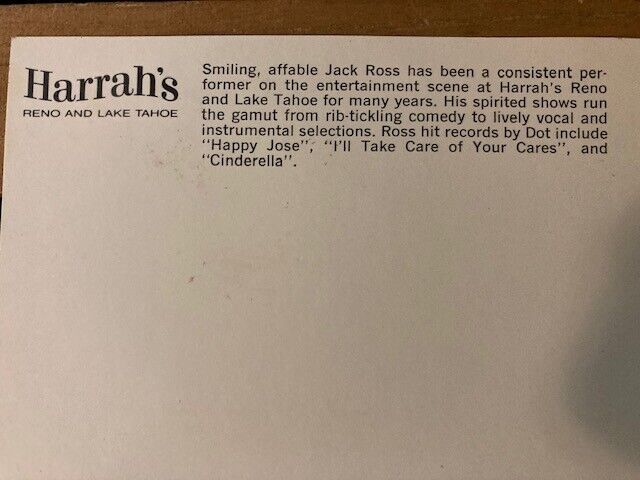 Harrah's
RENO AND LAKE TAHOE
Smiling, affable Jack Ross has been a consistent per-
former on the entertainment scene at Harrah's Reno
and Lake Tahoe for many years. His spirited shows run
the gamut from rib-tickling comedy to lively vocal and
instrumental selections. Ross hit records by Dot include
"Happy Jose", "I'll Take Care of Your Cares", and
"Cinderella".